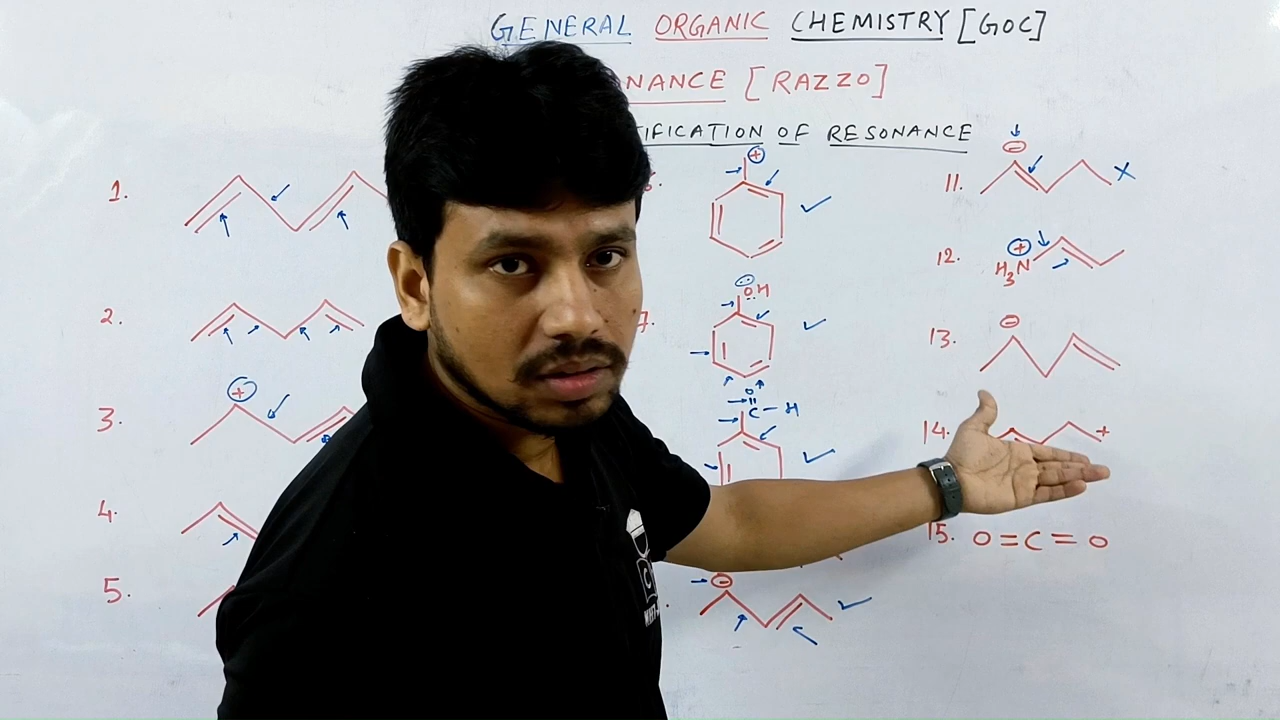 GENERAL ORGANIC CHEMISTRY [GOC]
NANCE [RAZZO]
TIFICATION OF RESONANCE
1.
2.
3. +
4.
5.
+
7. ÖH
O
C - H
⊖
11. ⊖ X
12. + H3N
13. ⊖
14. +
15. O=C=O